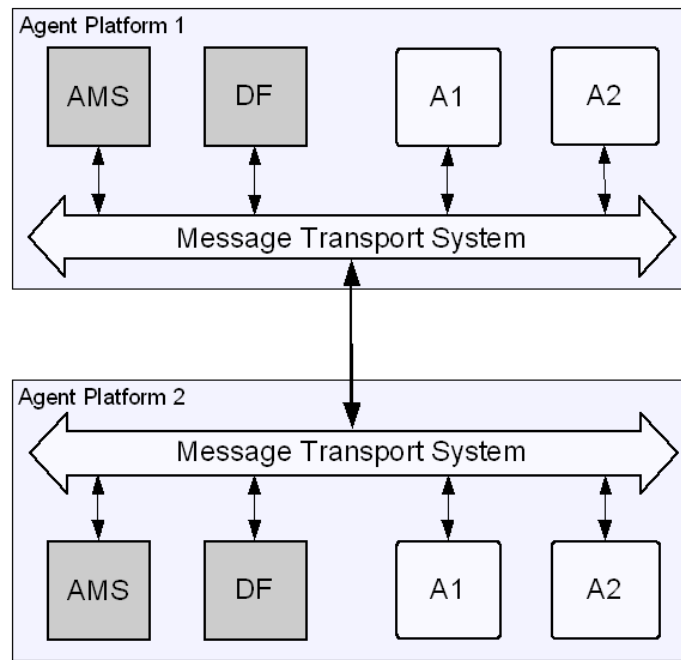 Agent Platform 1
AMS DF A1 A2
Message Transport System
Agent Platform 2
Message Transport System
AMS DF A1 A2